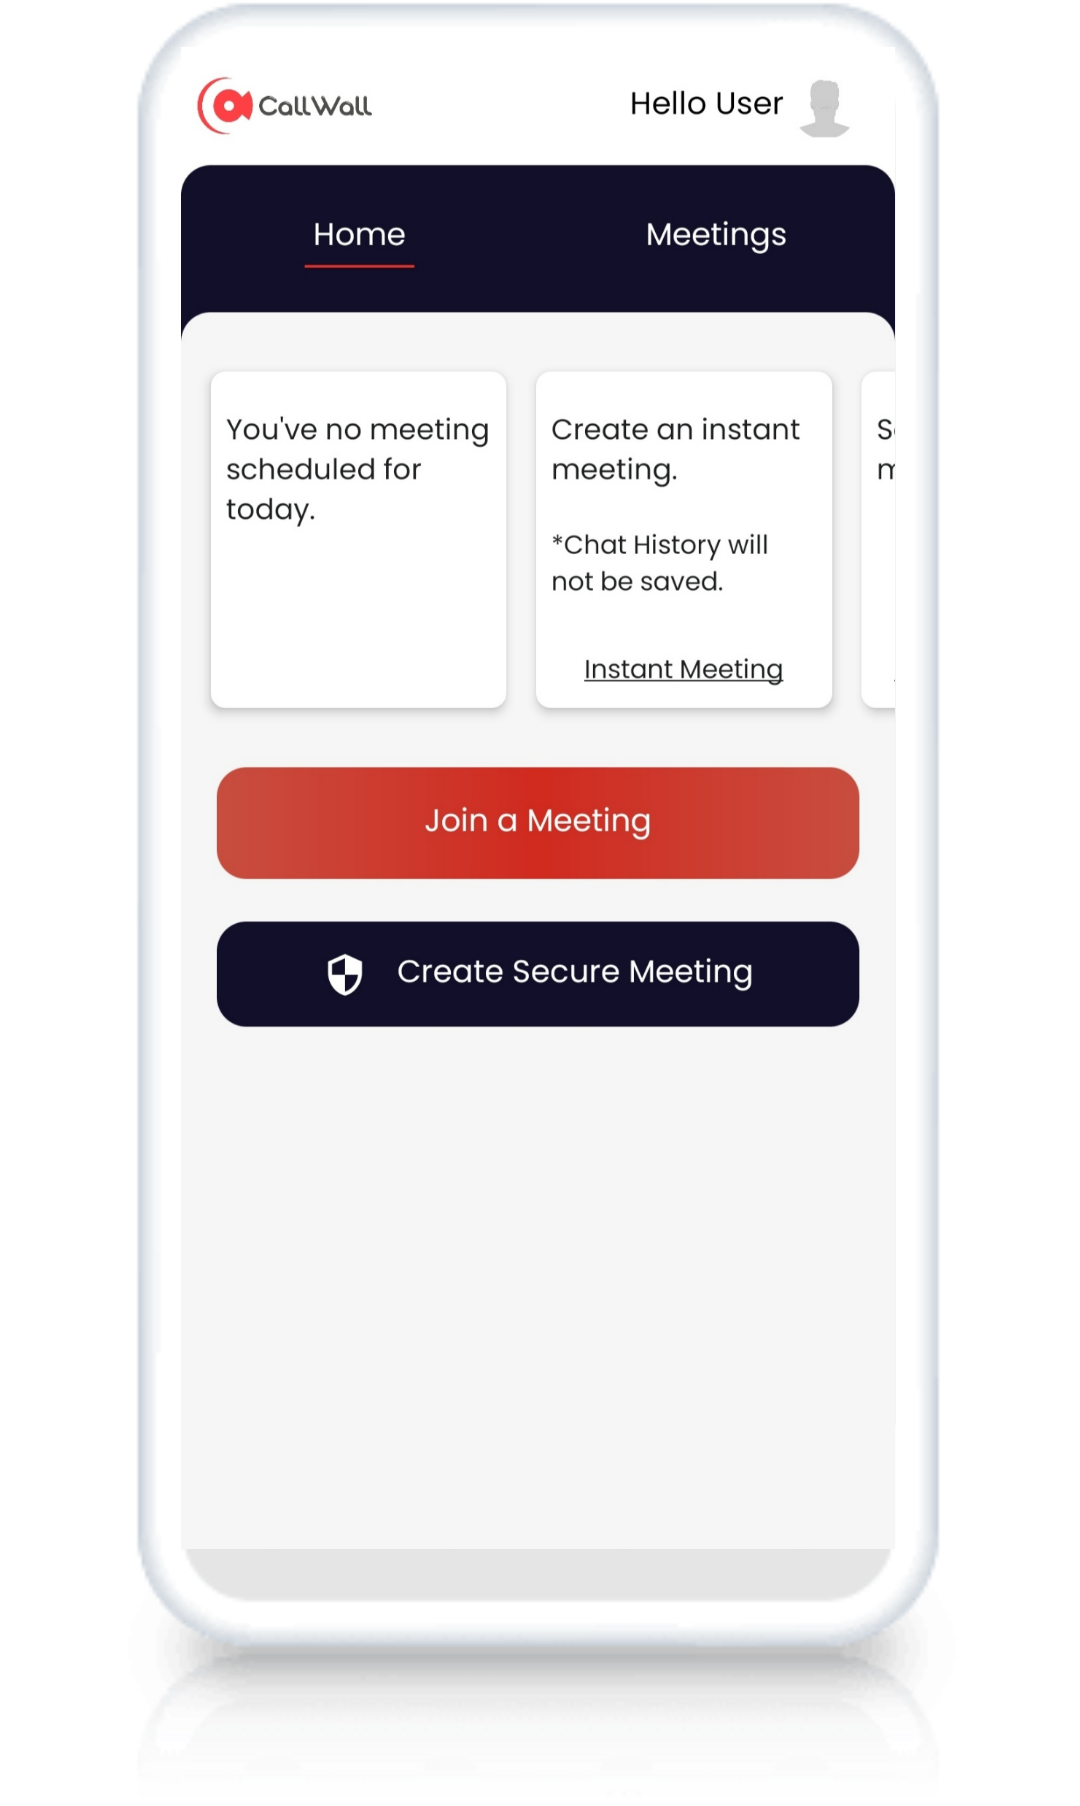 CallWall
Hello User
Home
Meetings
You've no meeting
scheduled for
today.
Create an instant
meeting.
*Chat History will
not be saved.
Instant Meeting
Join a Meeting
Create Secure Meeting